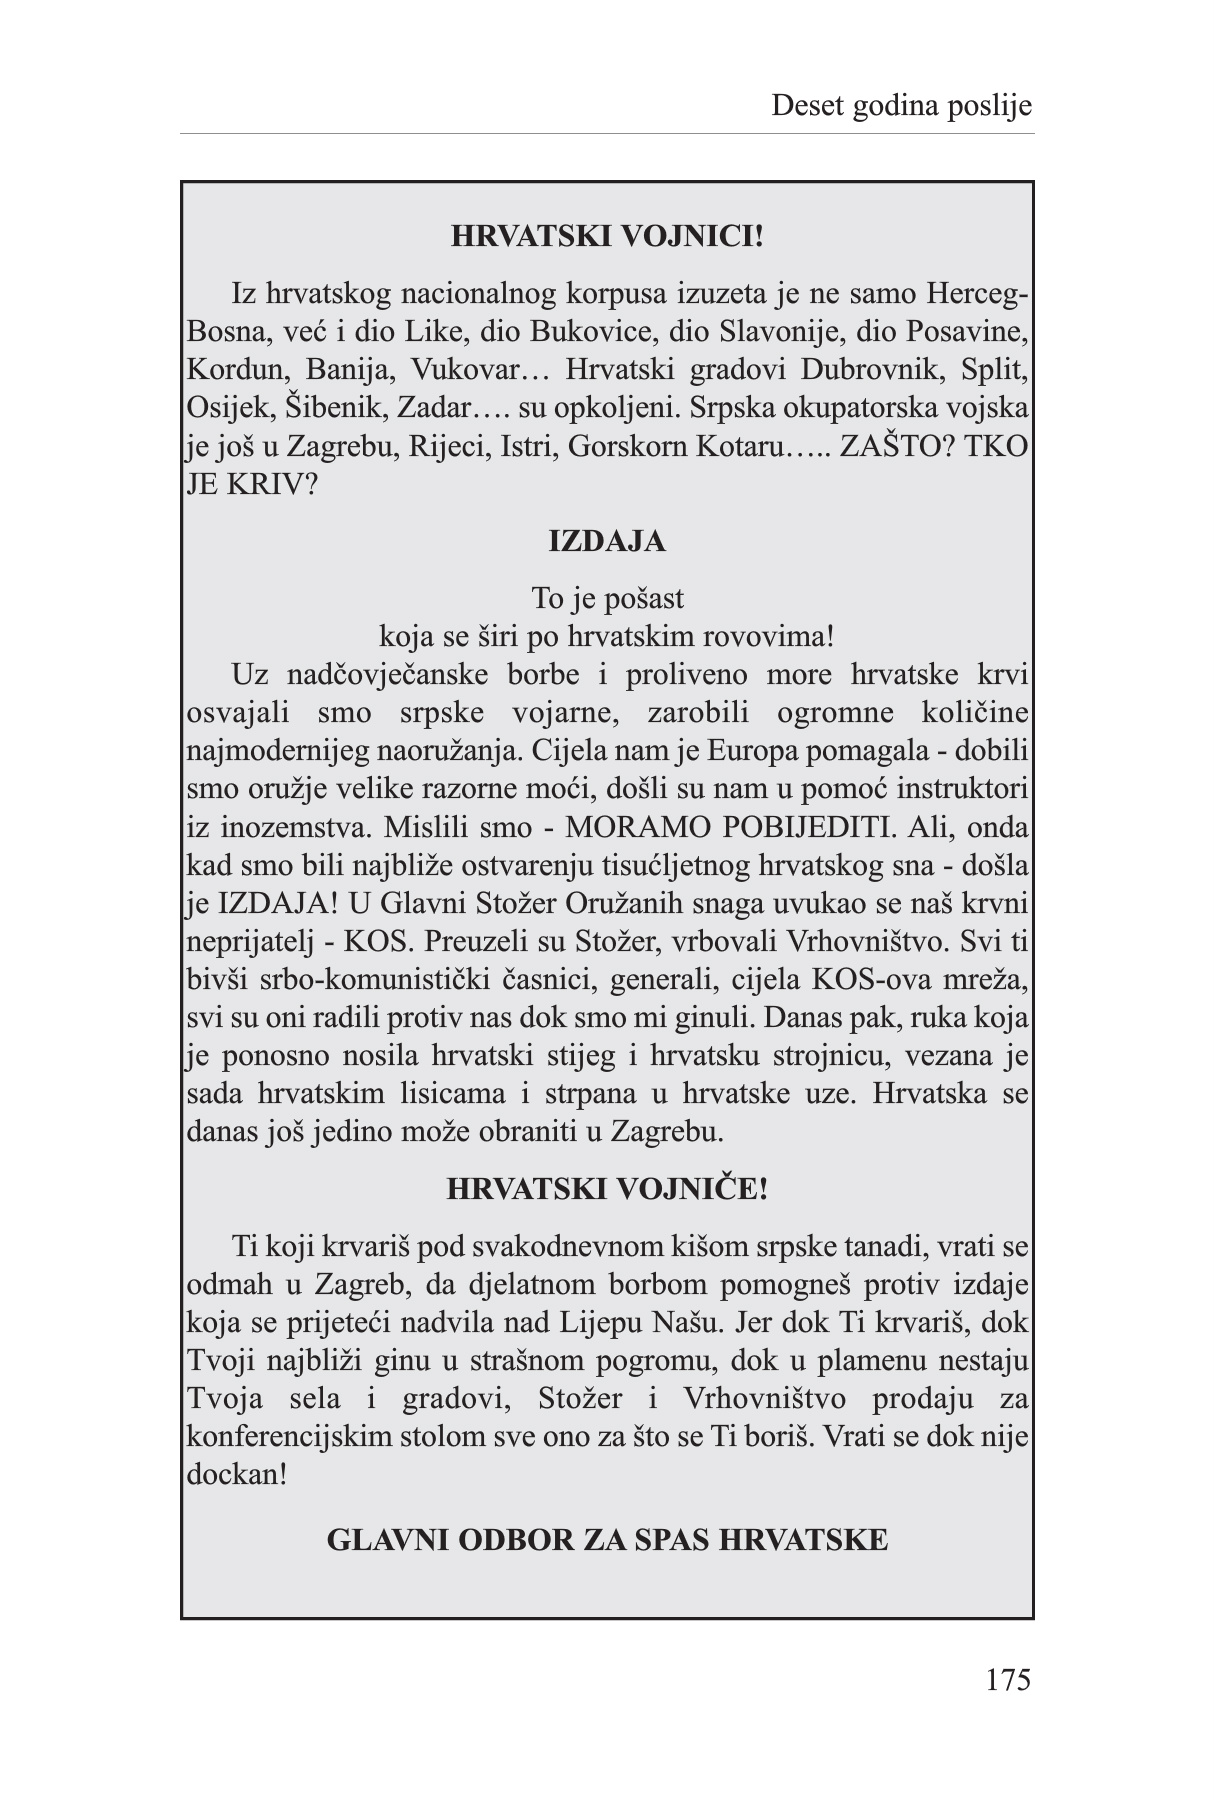 Deset godina poslije
HRVATSKI VOJNICI!
Iz hrvatskog nacionalnog korpusa izuzeta je ne samo Herceg-
Bosna, već i dio Like, dio Bukovice, dio Slavonije, dio Posavine,
Kordun, Banija, Vukovar… Hrvatski gradovi Dubrovnik, Split,
Osijek, Šibenik, Zadar…. su opkoljeni. Srpska okupatorska vojska
je još u Zagrebu, Rijeci, Istri, Gorskorn Kotaru….. ZAŠTO? TKO
JE KRIV?
IZDAJA
To je pošast
koja se širi po hrvatskim rovovima!
Uz nadčovječanske borbe i proliveno more hrvatske krvi
osvajali smo srpske vojarne, zarobili ogromne količine
najmodernijeg naoružanja. Cijela nam je Europa pomagala - dobili
smo oružje velike razorne moći, došli su nam u pomoć instruktori
iz inozemstva. Mislili smo - MORAMO POBIJEDITI. Ali, onda
kad smo bili najbliže ostvarenju tisućljetnog hrvatskog sna - došla
je IZDAJA! U Glavni Stožer Oružanih snaga uvukao se naš krvni
neprijatelj - KOS. Preuzeli su Stožer, vrbovali Vrhovništvo. Svi ti
bivši srbo-komunistički časnici, generali, cijela KOS-ova mreža,
svi su oni radili protiv nas dok smo mi ginuli. Danas pak, ruka koja
je ponosno nosila hrvatski stijeg i hrvatsku strojnicu, vezana je
sada hrvatskim lisicama i strpana u hrvatske uze. Hrvatska se
danas još jedino može obraniti u Zagrebu.
HRVATSKI VOJNIČE!
Ti koji krvariš pod svakodnevnom kišom srpske tanadi, vrati se
odmah u Zagreb, da djelatnom borbom pomogneš protiv izdaje
koja se prijeteći nadvila nad Lijepu Našu. Jer dok Ti krvariš, dok
Tvoji najbliži ginu u strašnom pogromu, dok u plamenu nestaju
Tvoja sela i gradovi, Stožer i Vrhovništvo prodaju za
konferencijskim stolom sve ono za što se Ti boriš. Vrati se dok nije
dockan!
GLAVNI ODBOR ZA SPAS HRVATSKE
175